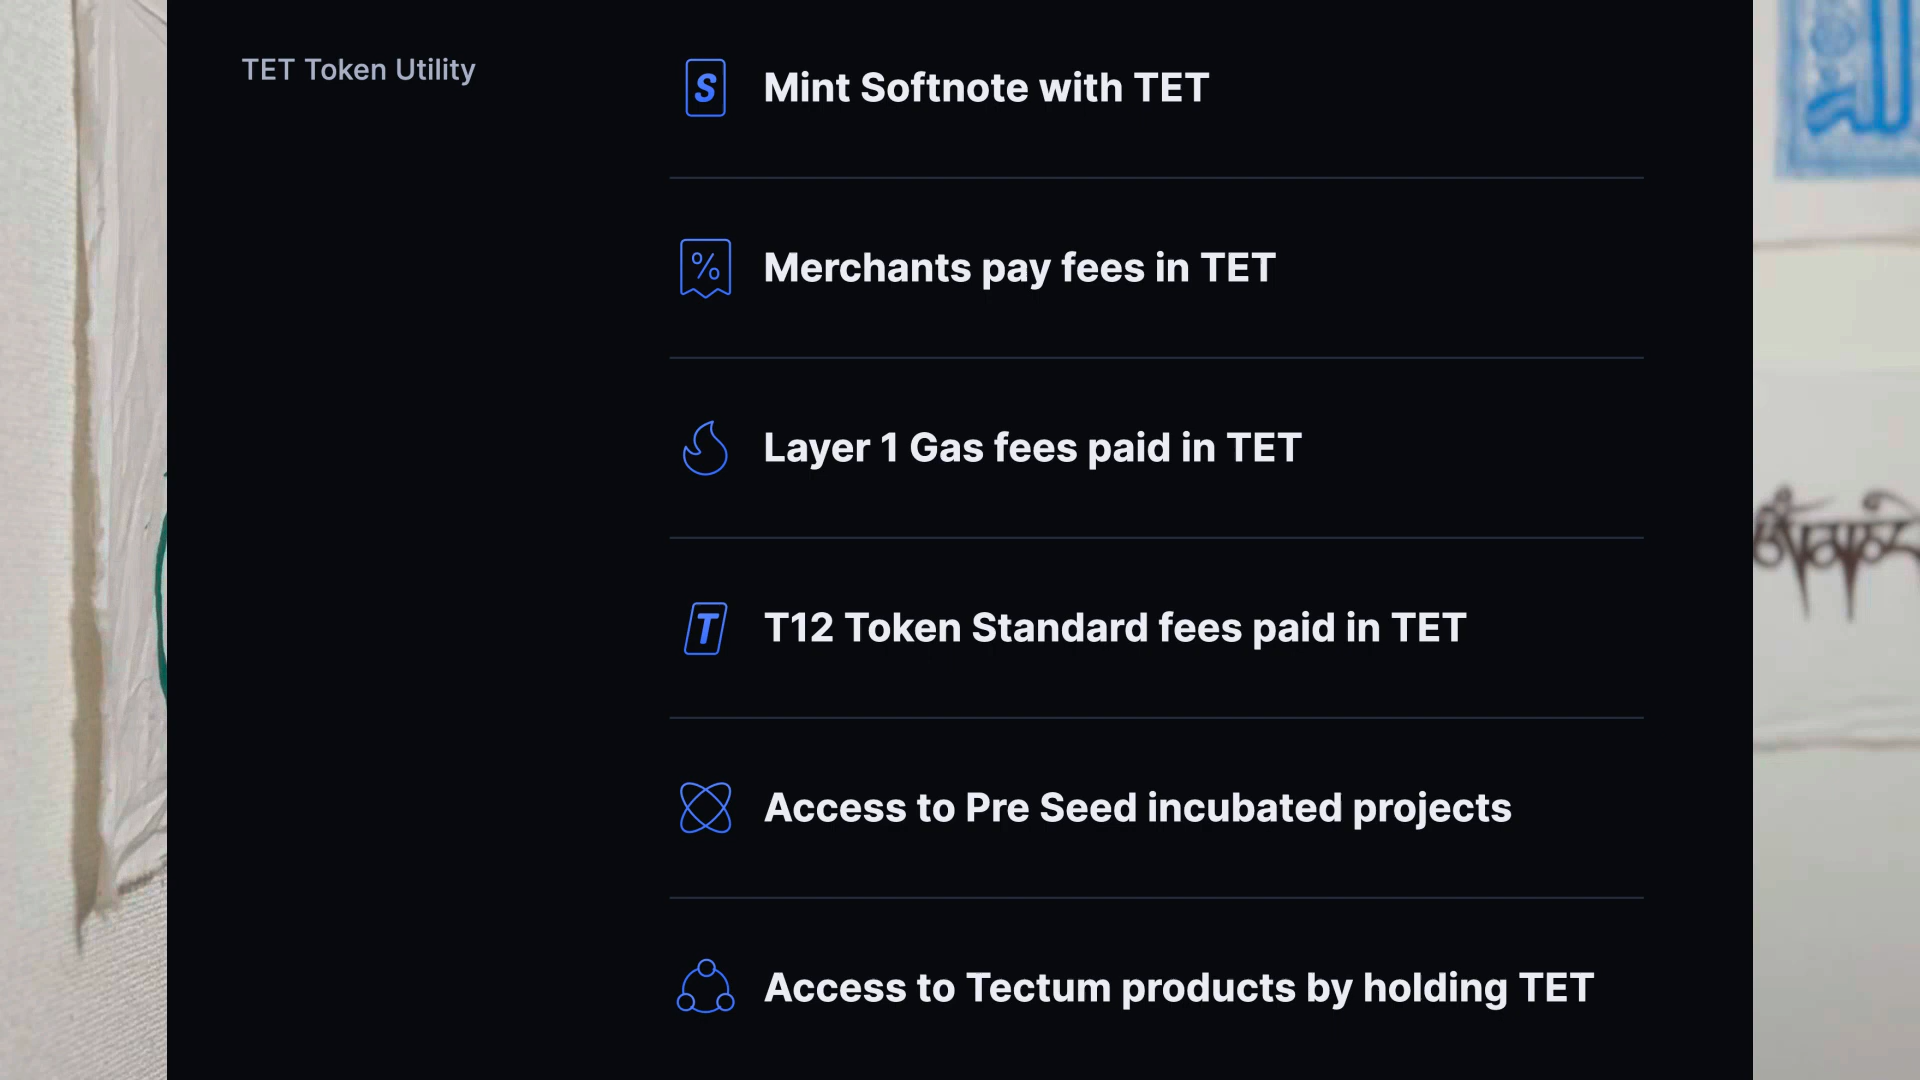 TET Token Utility
Mint Softnote with TET
Merchants pay fees in TET
Layer 1 Gas fees paid in TET
T12 Token Standard fees paid in TET
Access to Pre Seed incubated projects
Access to Tectum products by holding TET